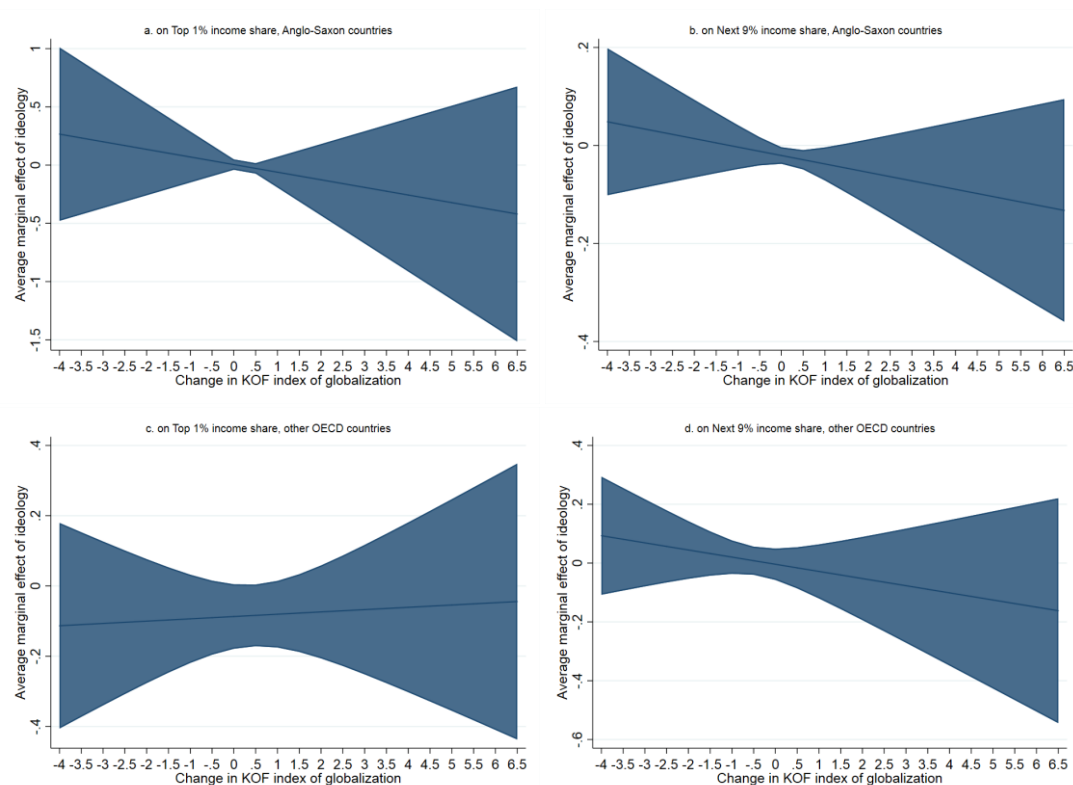 a. on Top 1% income share, Anglo-Saxon countries
Average marginal effect of ideology
1
.5
0
-.5
-1
-1.5
-4 -3.5 -3 -2.5 -2 -1.5 -1 -.5 0 .5 1 1.5 2 2.5 3 3.5 4 4.5 5 5.5 6 6.5
Change in KOF index of globalization
b. on Next 9% income share, Anglo-Saxon countries
Average marginal effect of ideology
.2
0
-.2
-.4
-4 -3.5 -3 -2.5 -2 -1.5 -1 -.5 0 .5 1 1.5 2 2.5 3 3.5 4 4.5 5 5.5 6 6.5
Change in KOF index of globalization
c. on Top 1% income share, other OECD countries
Average marginal effect of ideology
.4
.2
0
-.2
-.4
-4 -3.5 -3 -2.5 -2 -1.5 -1 -.5 0 .5 1 1.5 2 2.5 3 3.5 4 4.5 5 5.5 6 6.5
Change in KOF index of globalization
d. on Next 9% income share, other OECD countries
Average marginal effect of ideology
.4
.2
0
-.2
-.4
-.6
-4 -3.5 -3 -2.5 -2 -1.5 -1 -.5 0 .5 1 1.5 2 2.5 3 3.5 4 4.5 5 5.5 6 6.5
Change in KOF index of globalization